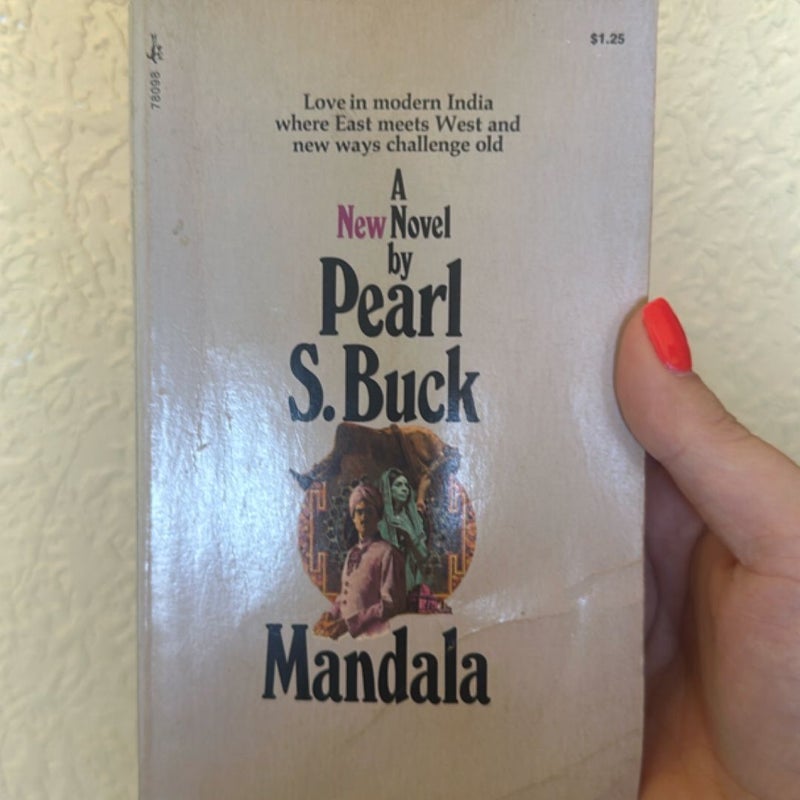 $1.25
78098
Love in modern India
where East meets West and
new ways challenge old
A
New Novel
by
Pearl
S. Buck
Mandala